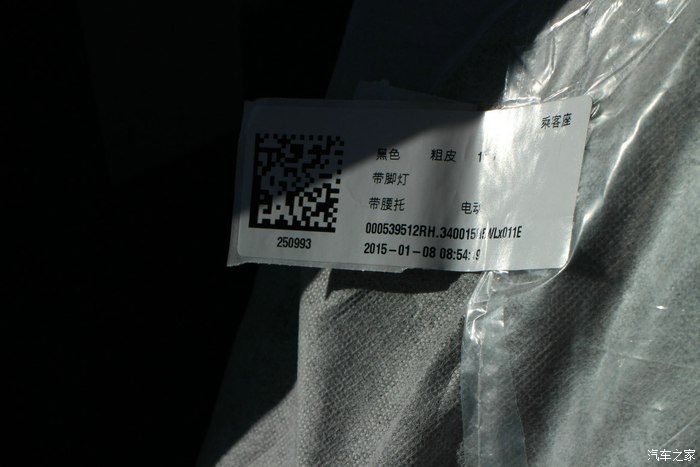 乘客座
黑色 粗皮
带脚灯
带腰托 电动
2015-01-08 08:54:
250993
汽车之家